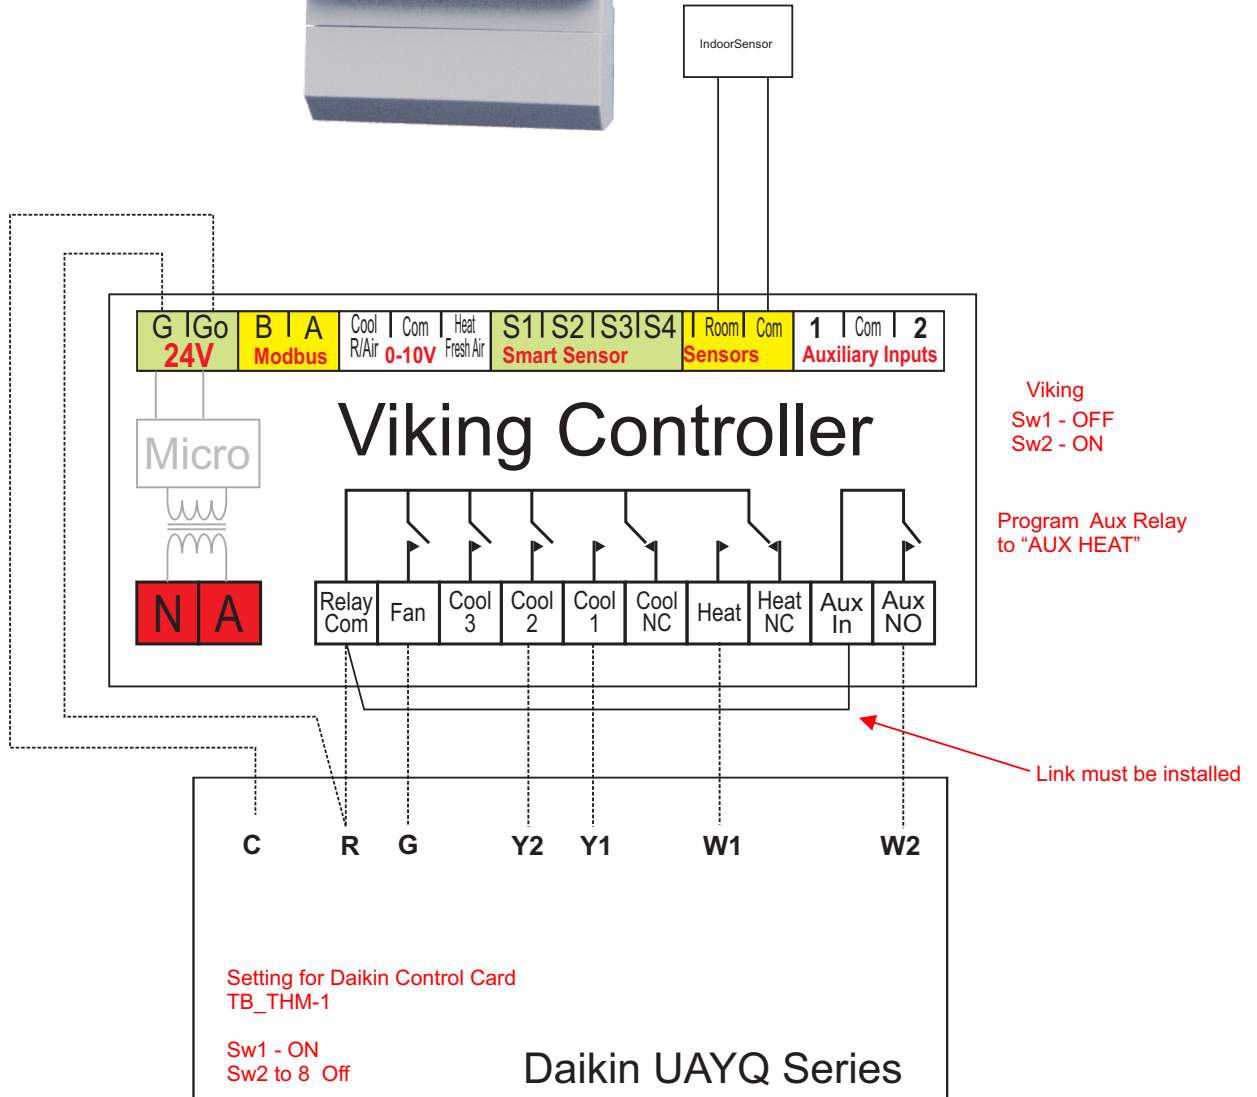 IndoorSensor
G Go B A Cool Com Heat S1 S2 S3 S4 Room Com 1 Com 2
24V Modbus R/Air 0-10V Fresh Air Smart Sensor Sensors Auxiliary Inputs
Viking Controller
Micro
Viking
Sw1 - OFF
Sw2 - ON
Program Aux Relay
to “AUX HEAT”
N A
Relay Fan Cool Cool Cool Cool Heat Heat Aux Aux
Com 3 2 1 NC NC In NO
Link must be installed
C R G Y2 Y1 W1 W2
Setting for Daikin Control Card
TB_THM-1
Sw1 - ON
Sw2 to 8 Off
Daikin UAYQ Series